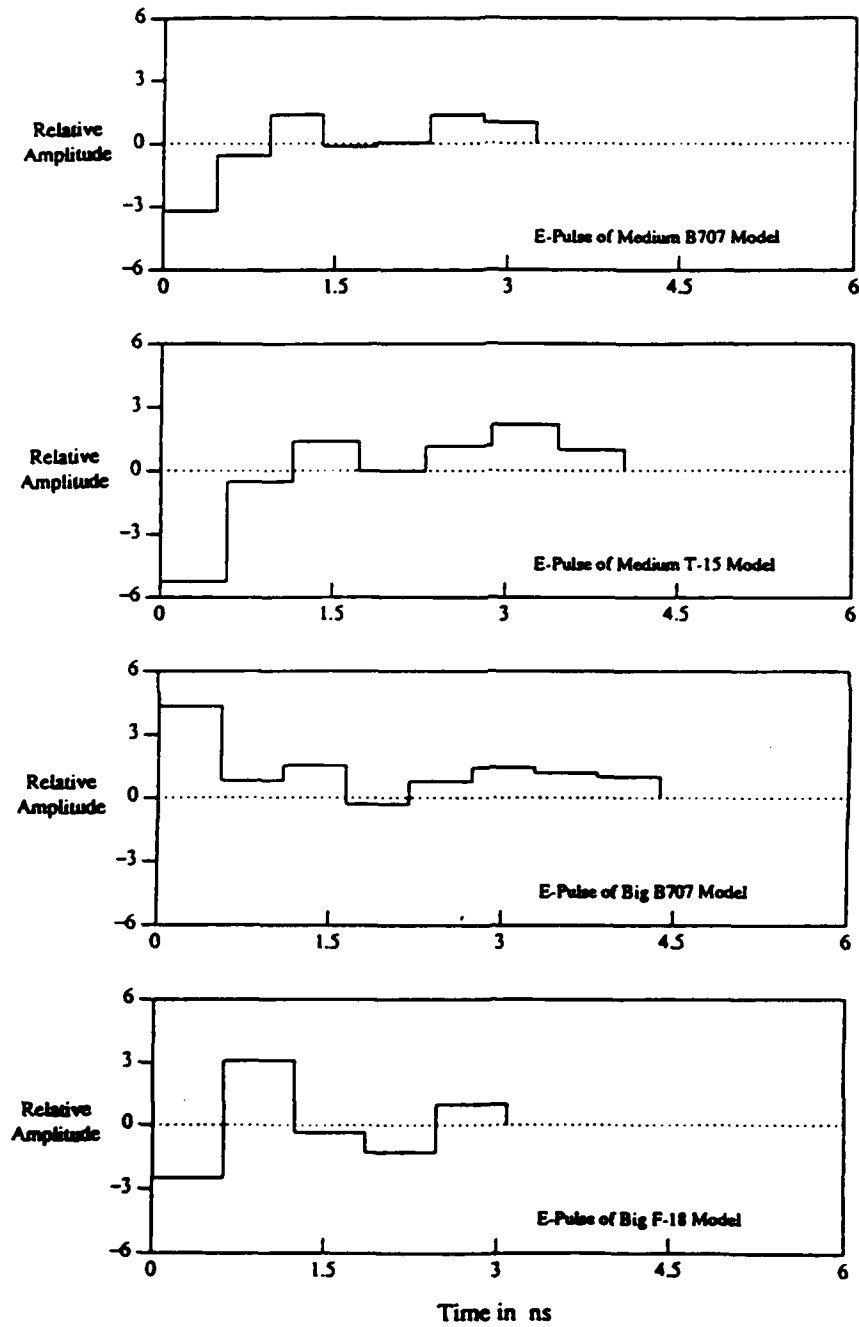 6
3
Relative
Amplitude
0
−3
E-Pulse of Medium B707 Model
−6
0 1.5 3 4.5 6
6
3
Relative
Amplitude
0
−3
E-Pulse of Medium T-15 Model
−6
0 1.5 3 4.5 6
6
3
Relative
Amplitude
0
−3
E-Pulse of Big B707 Model
−6
0 1.5 3 4.5 6
6
3
Relative
Amplitude
0
−3
E-Pulse of Big F-18 Model
−6
0 1.5 3 4.5 6
Time in ns